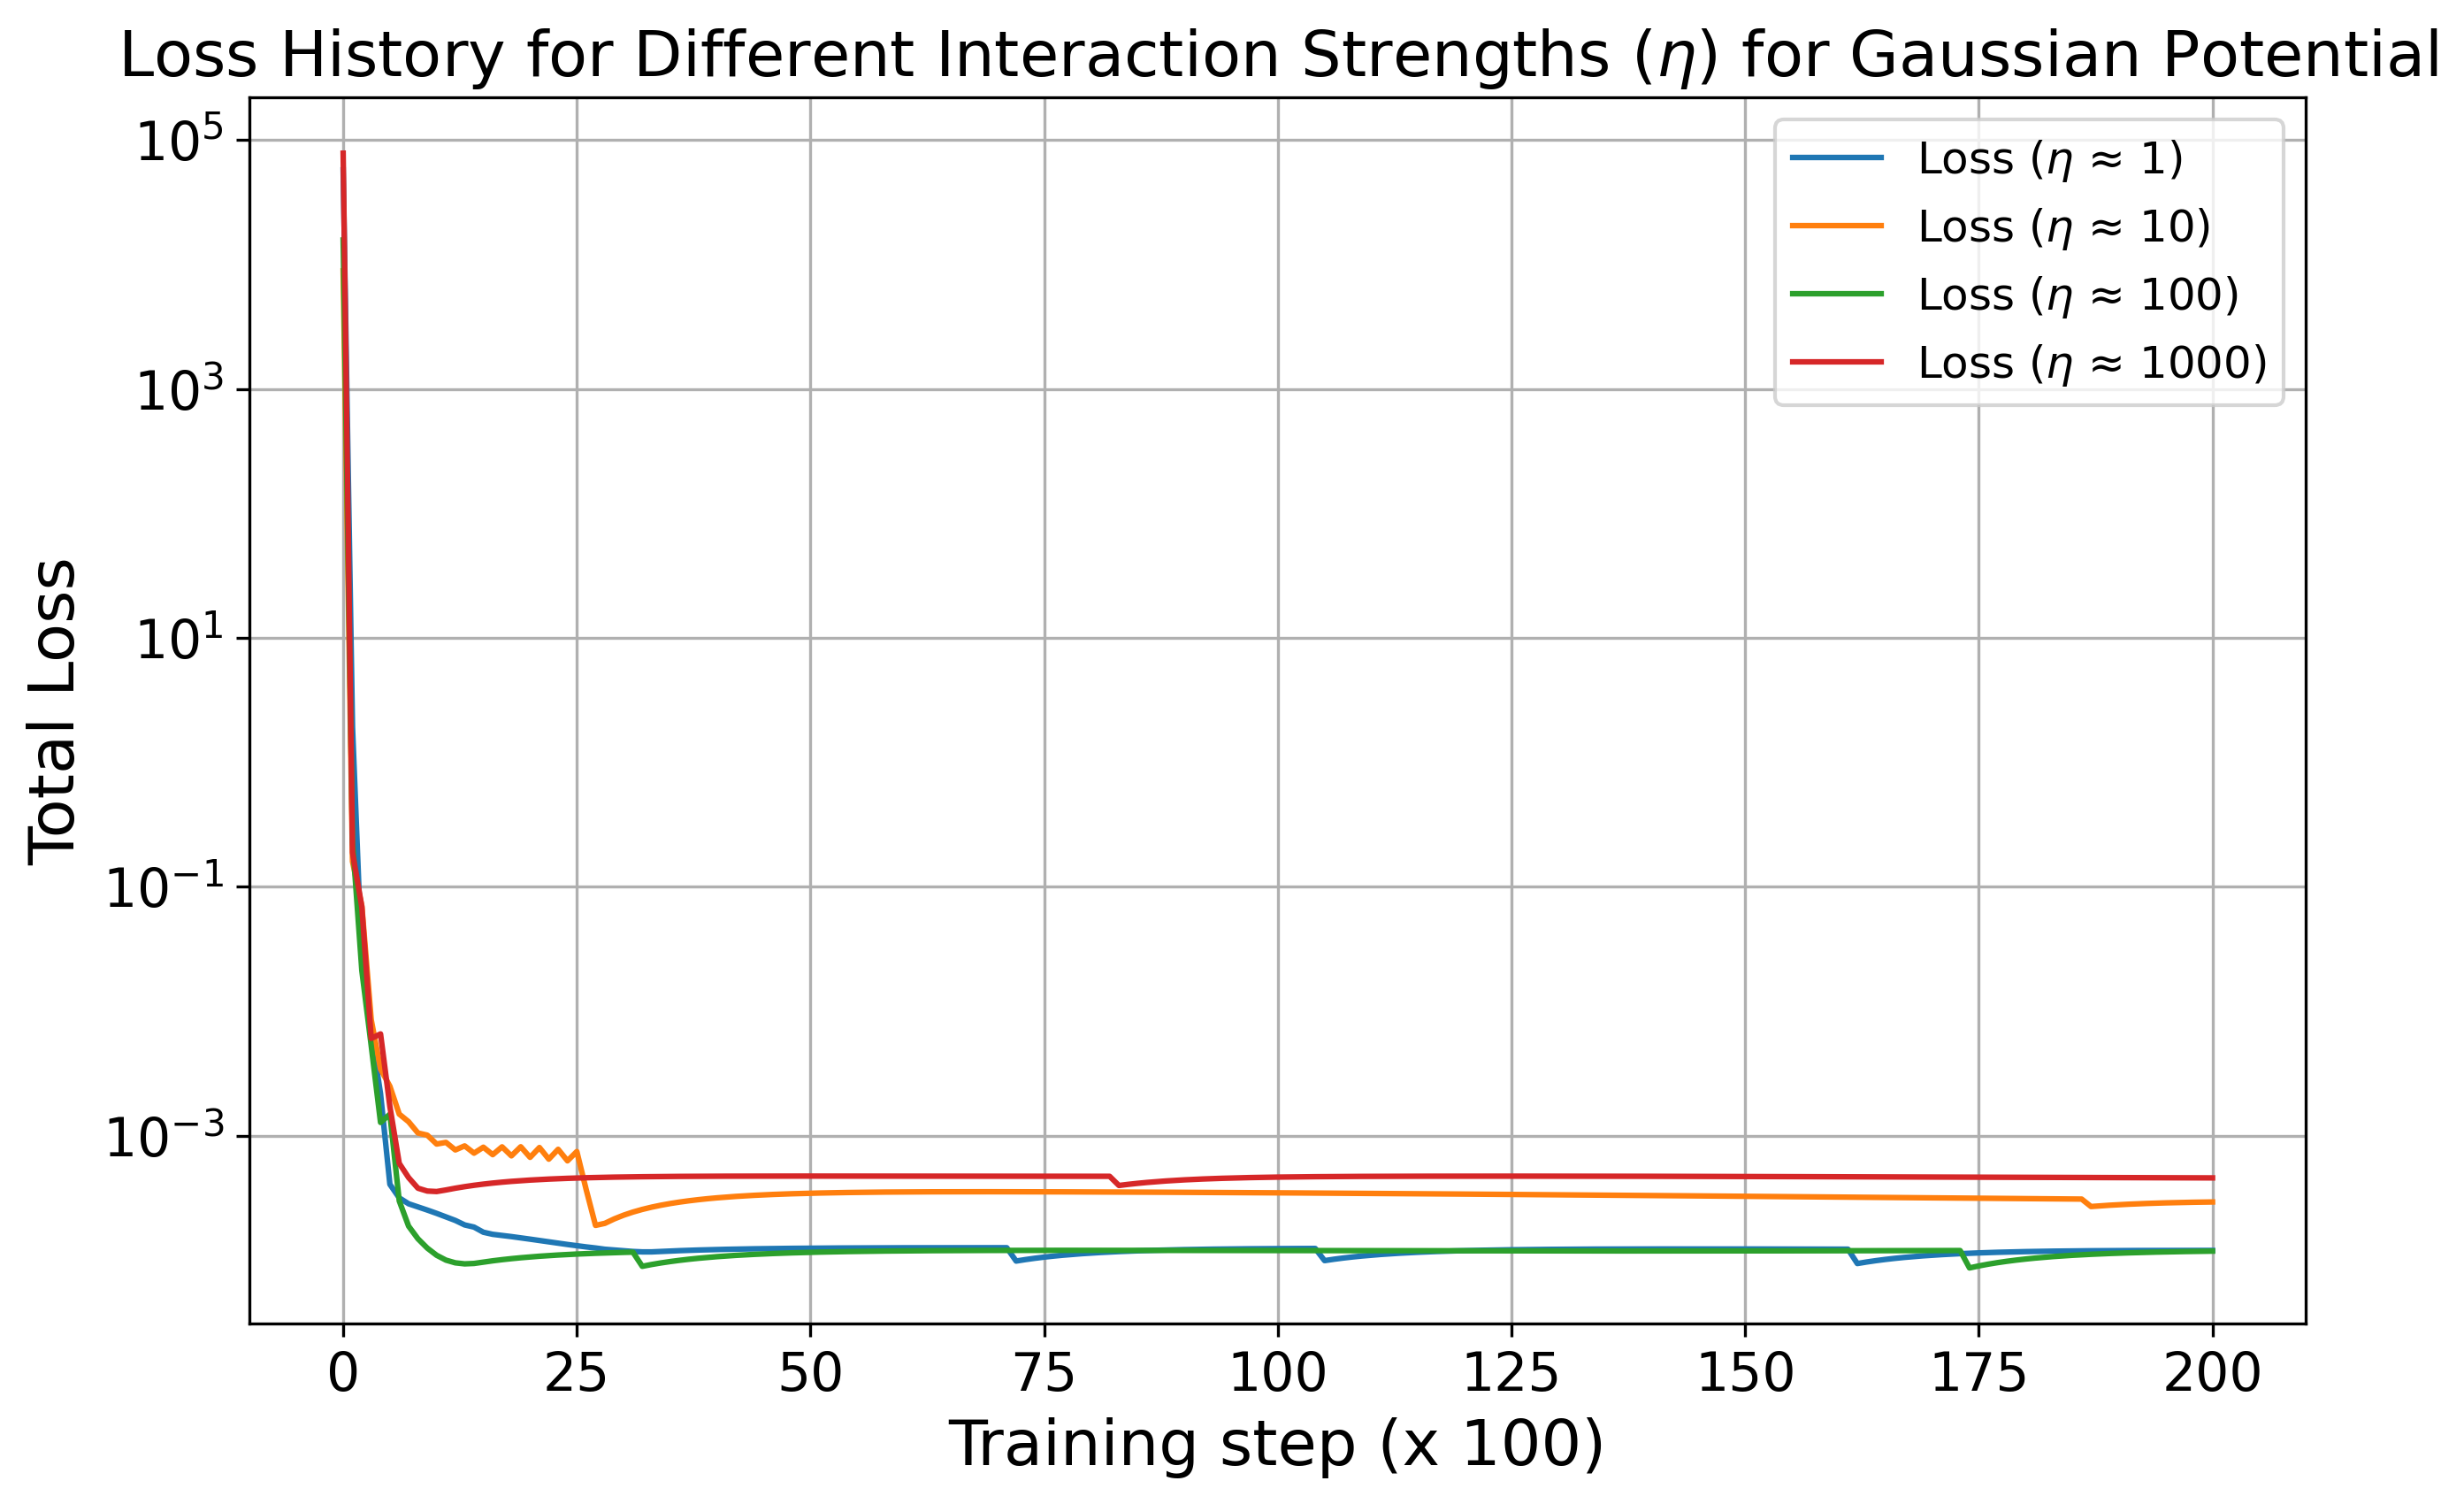 Loss History for Different Interaction Strengths (η) for Gaussian Potential
10⁵
10³
10¹
10⁻¹
10⁻³
Total Loss
Loss (η ≈ 1)
Loss (η ≈ 10)
Loss (η ≈ 100)
Loss (η ≈ 1000)
0 25 50 75 100 125 150 175 200
Training step (x 100)